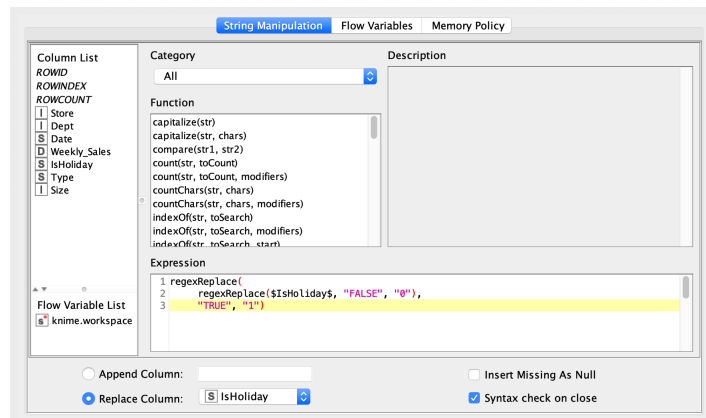 String Manipulation Flow Variables Memory Policy
Column List
ROWID
ROWINDEX
ROWCOUNT
I Store
I Dept
S Date
D Weekly_Sales
S IsHoliday
S Type
I Size
Flow Variable List
s knime.workspace
Category
All
Function
capitalize(str)
capitalize(str, chars)
compare(str1, str2)
count(str, toCount)
count(str, toCount, modifiers)
countChars(str, chars)
countChars(str, chars, modifiers)
indexOf(str, toSearch)
indexOf(str, toSearch, modifiers)
indexOf(str, toSearch, start)
Description
Expression
1 regexReplace(
2 regexReplace($IsHoliday$, "FALSE", "0"),
3 "TRUE", "1")
Append Column:
Insert Missing As Null
Replace Column: S IsHoliday
Syntax check on close